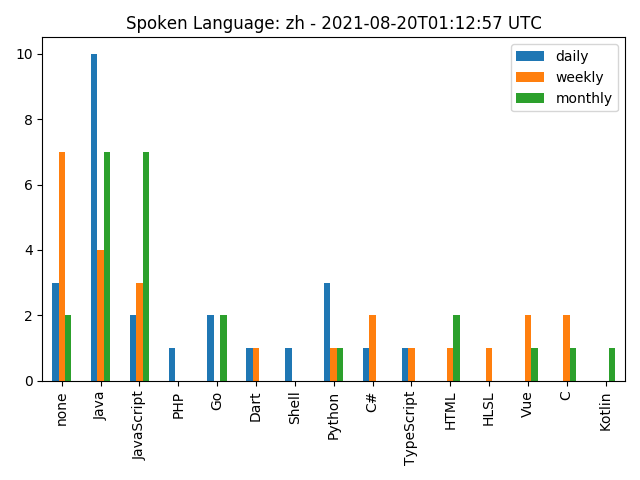 Spoken Language: zh - 2021-08-20T01:12:57 UTC
daily
weekly
monthly
10
8
6
4
2
0
none
Java
JavaScript
PHP
Go
Dart
Shell
Python
C#
TypeScript
HTML
HLSL
Vue
C
Kotlin